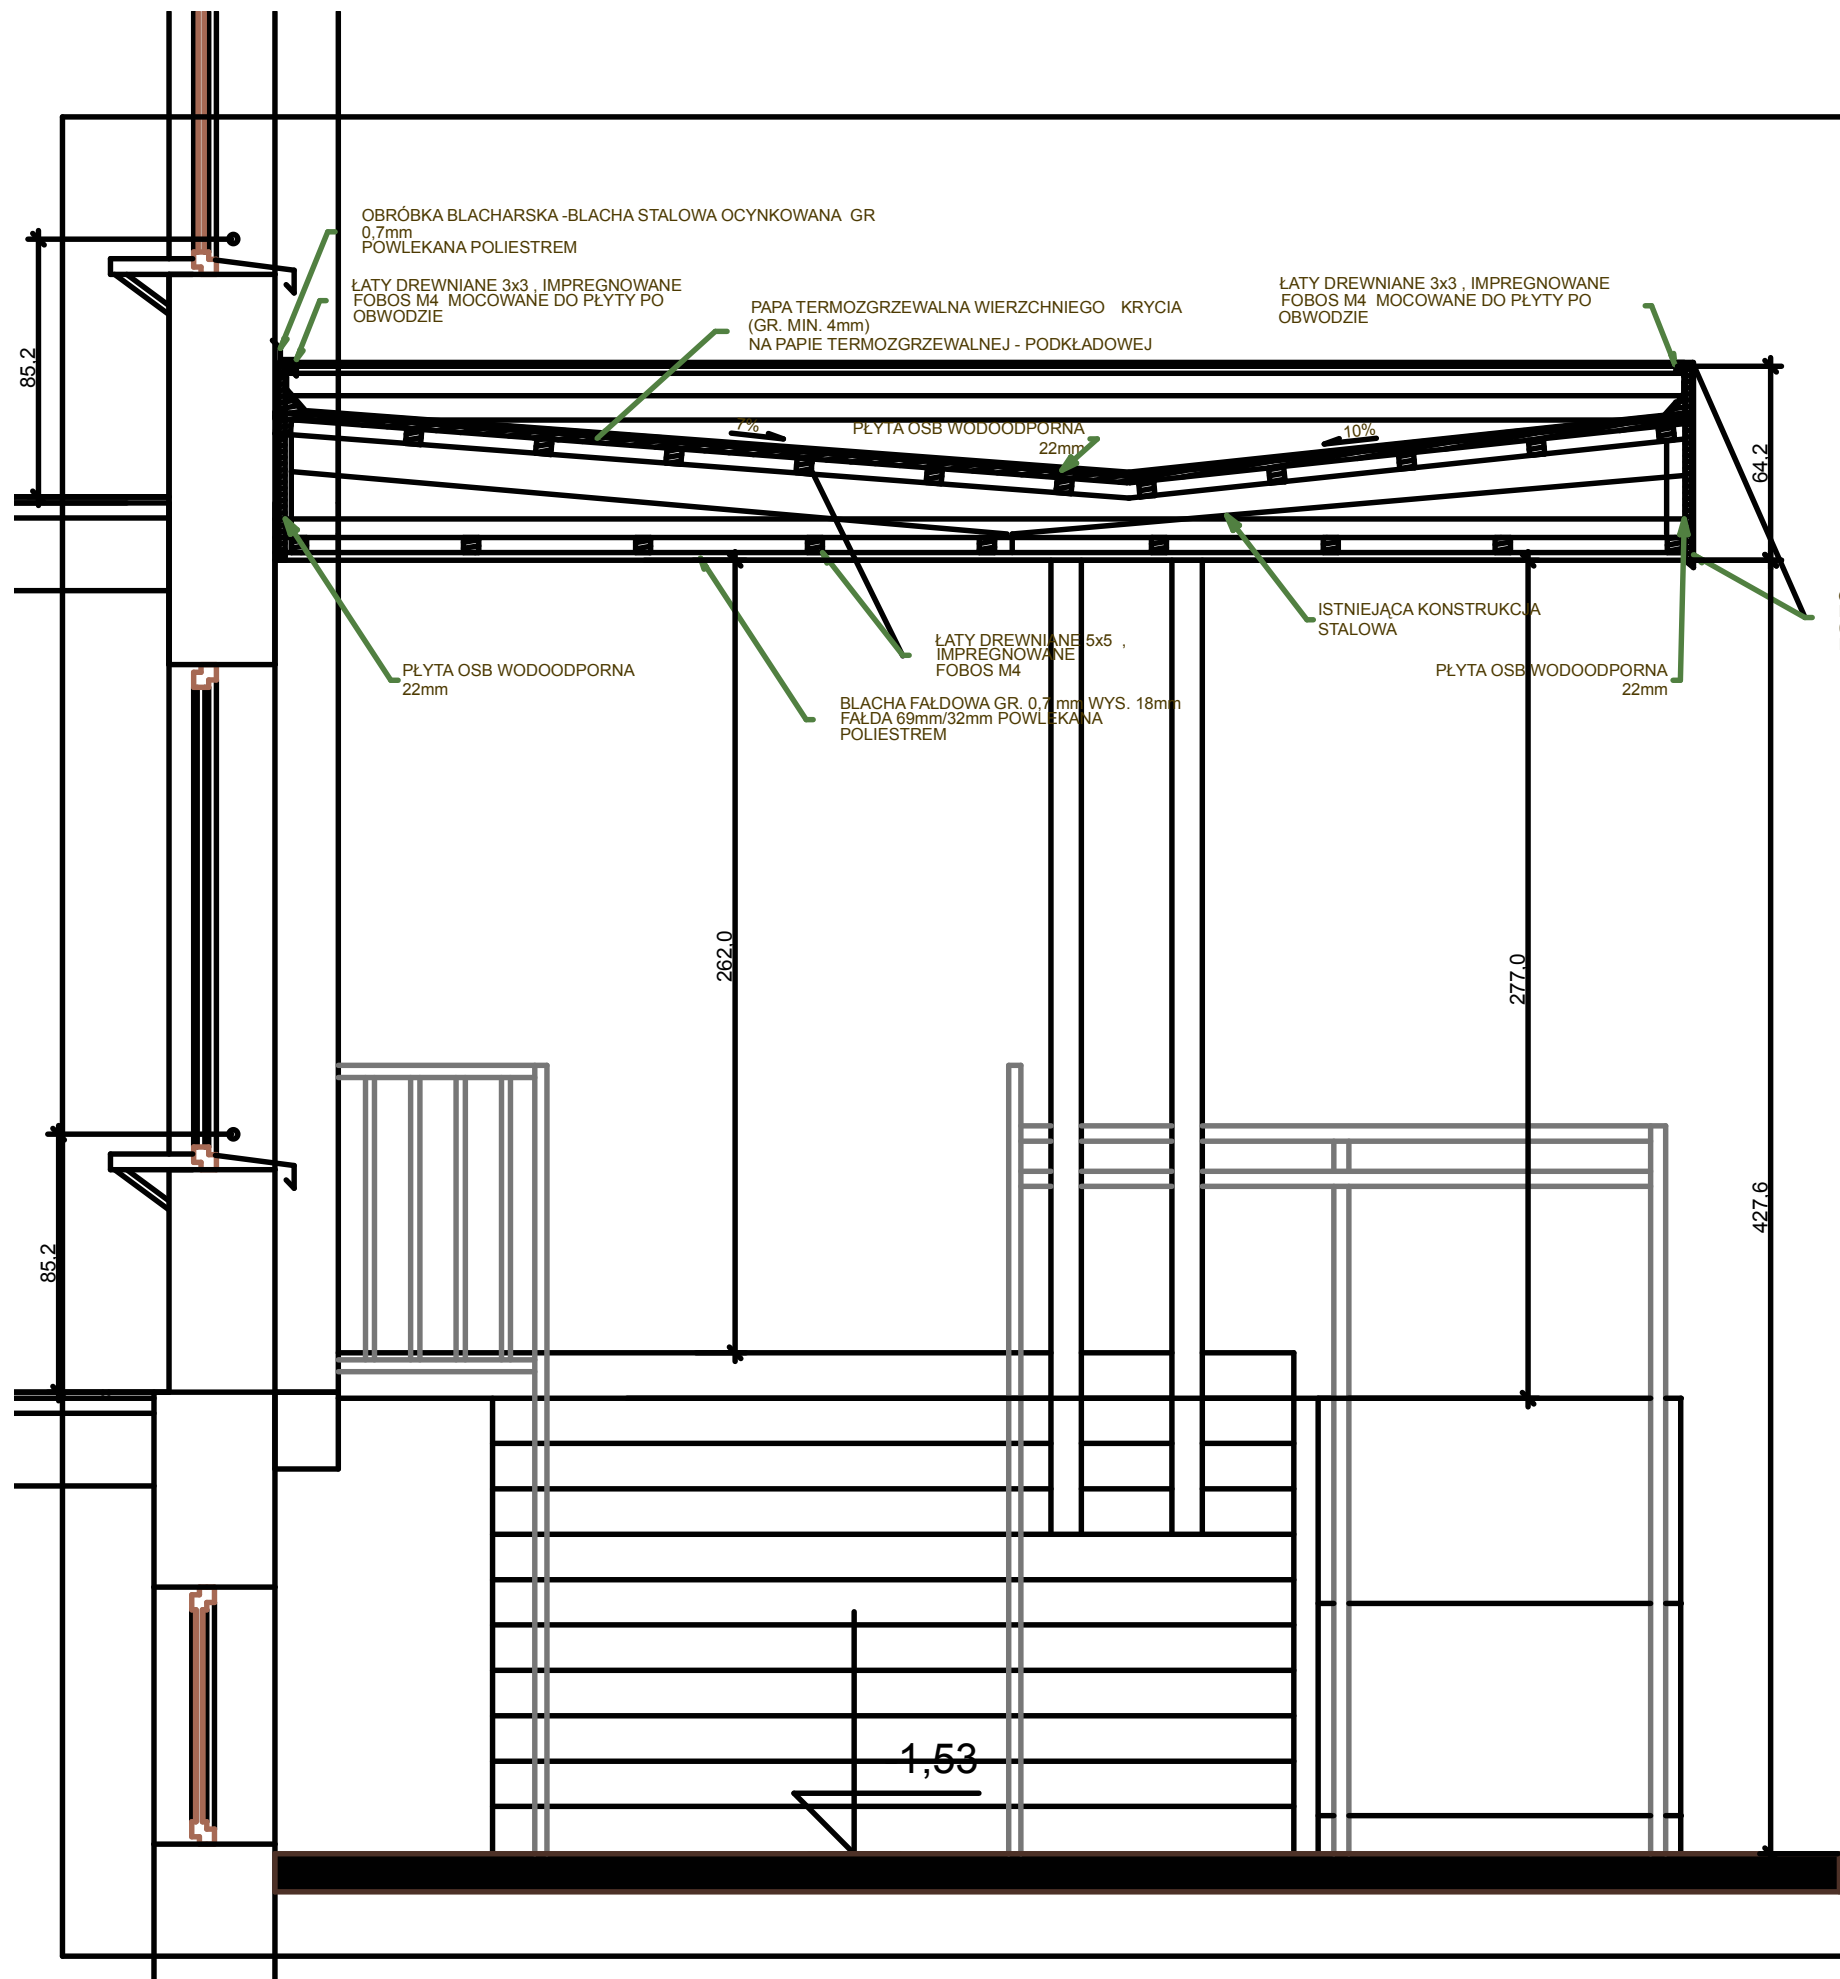 OBRÓBKA BLACHARSKA -BLACHA STALOWA OCYNKOWANA GR
0,7mm
POWLEKANA POLIESTREM
ŁATY DREWNIANE 3x3 , IMPREGNOWANE
FOBOS M4 MOCOWANE DO PŁYTY PO
OBWODZIE
PAPA TERMOZGRZEWALNA WIERZCHNIEGO KRYCIA
(GR. MIN. 4mm)
NA PAPIE TERMOZGRZEWALNEJ - PODKŁADOWEJ
ŁATY DREWNIANE 3x3 , IMPREGNOWANE
FOBOS M4 MOCOWANE DO PŁYTY PO
OBWODZIE
85,2
7%
PŁYTA OSB WODOODPORNA
22mm
10%
64,2
ISTNIEJĄCA KONSTRUKCJA
STALOWA
ŁATY DREWNIANE 5x5 ,
IMPREGNOWANE
FOBOS M4
PŁYTA OSB WODOODPORNA
22mm
PŁYTA OSB WODOODPORNA
22mm
BLACHA FAŁDOWA GR. 0,7 mm WYS. 18mm
FAŁDA 69mm/32mm POWLEKANA
POLIESTREM
262,0
277,0
427,6
85,2
1,53